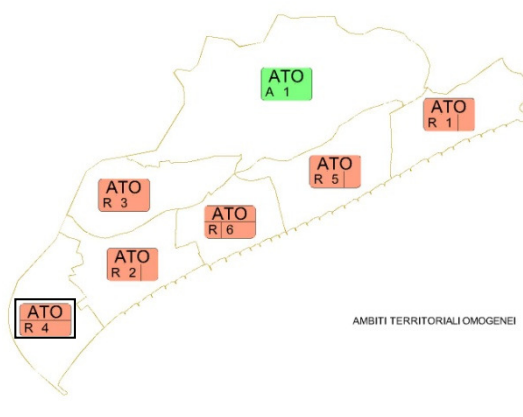 ATO
A 1
ATO
R 1
ATO
R 5
ATO
R 3
ATO
R 6
ATO
R 2
ATO
R 4
AMBITI TERRITORIALI OMOGENEI